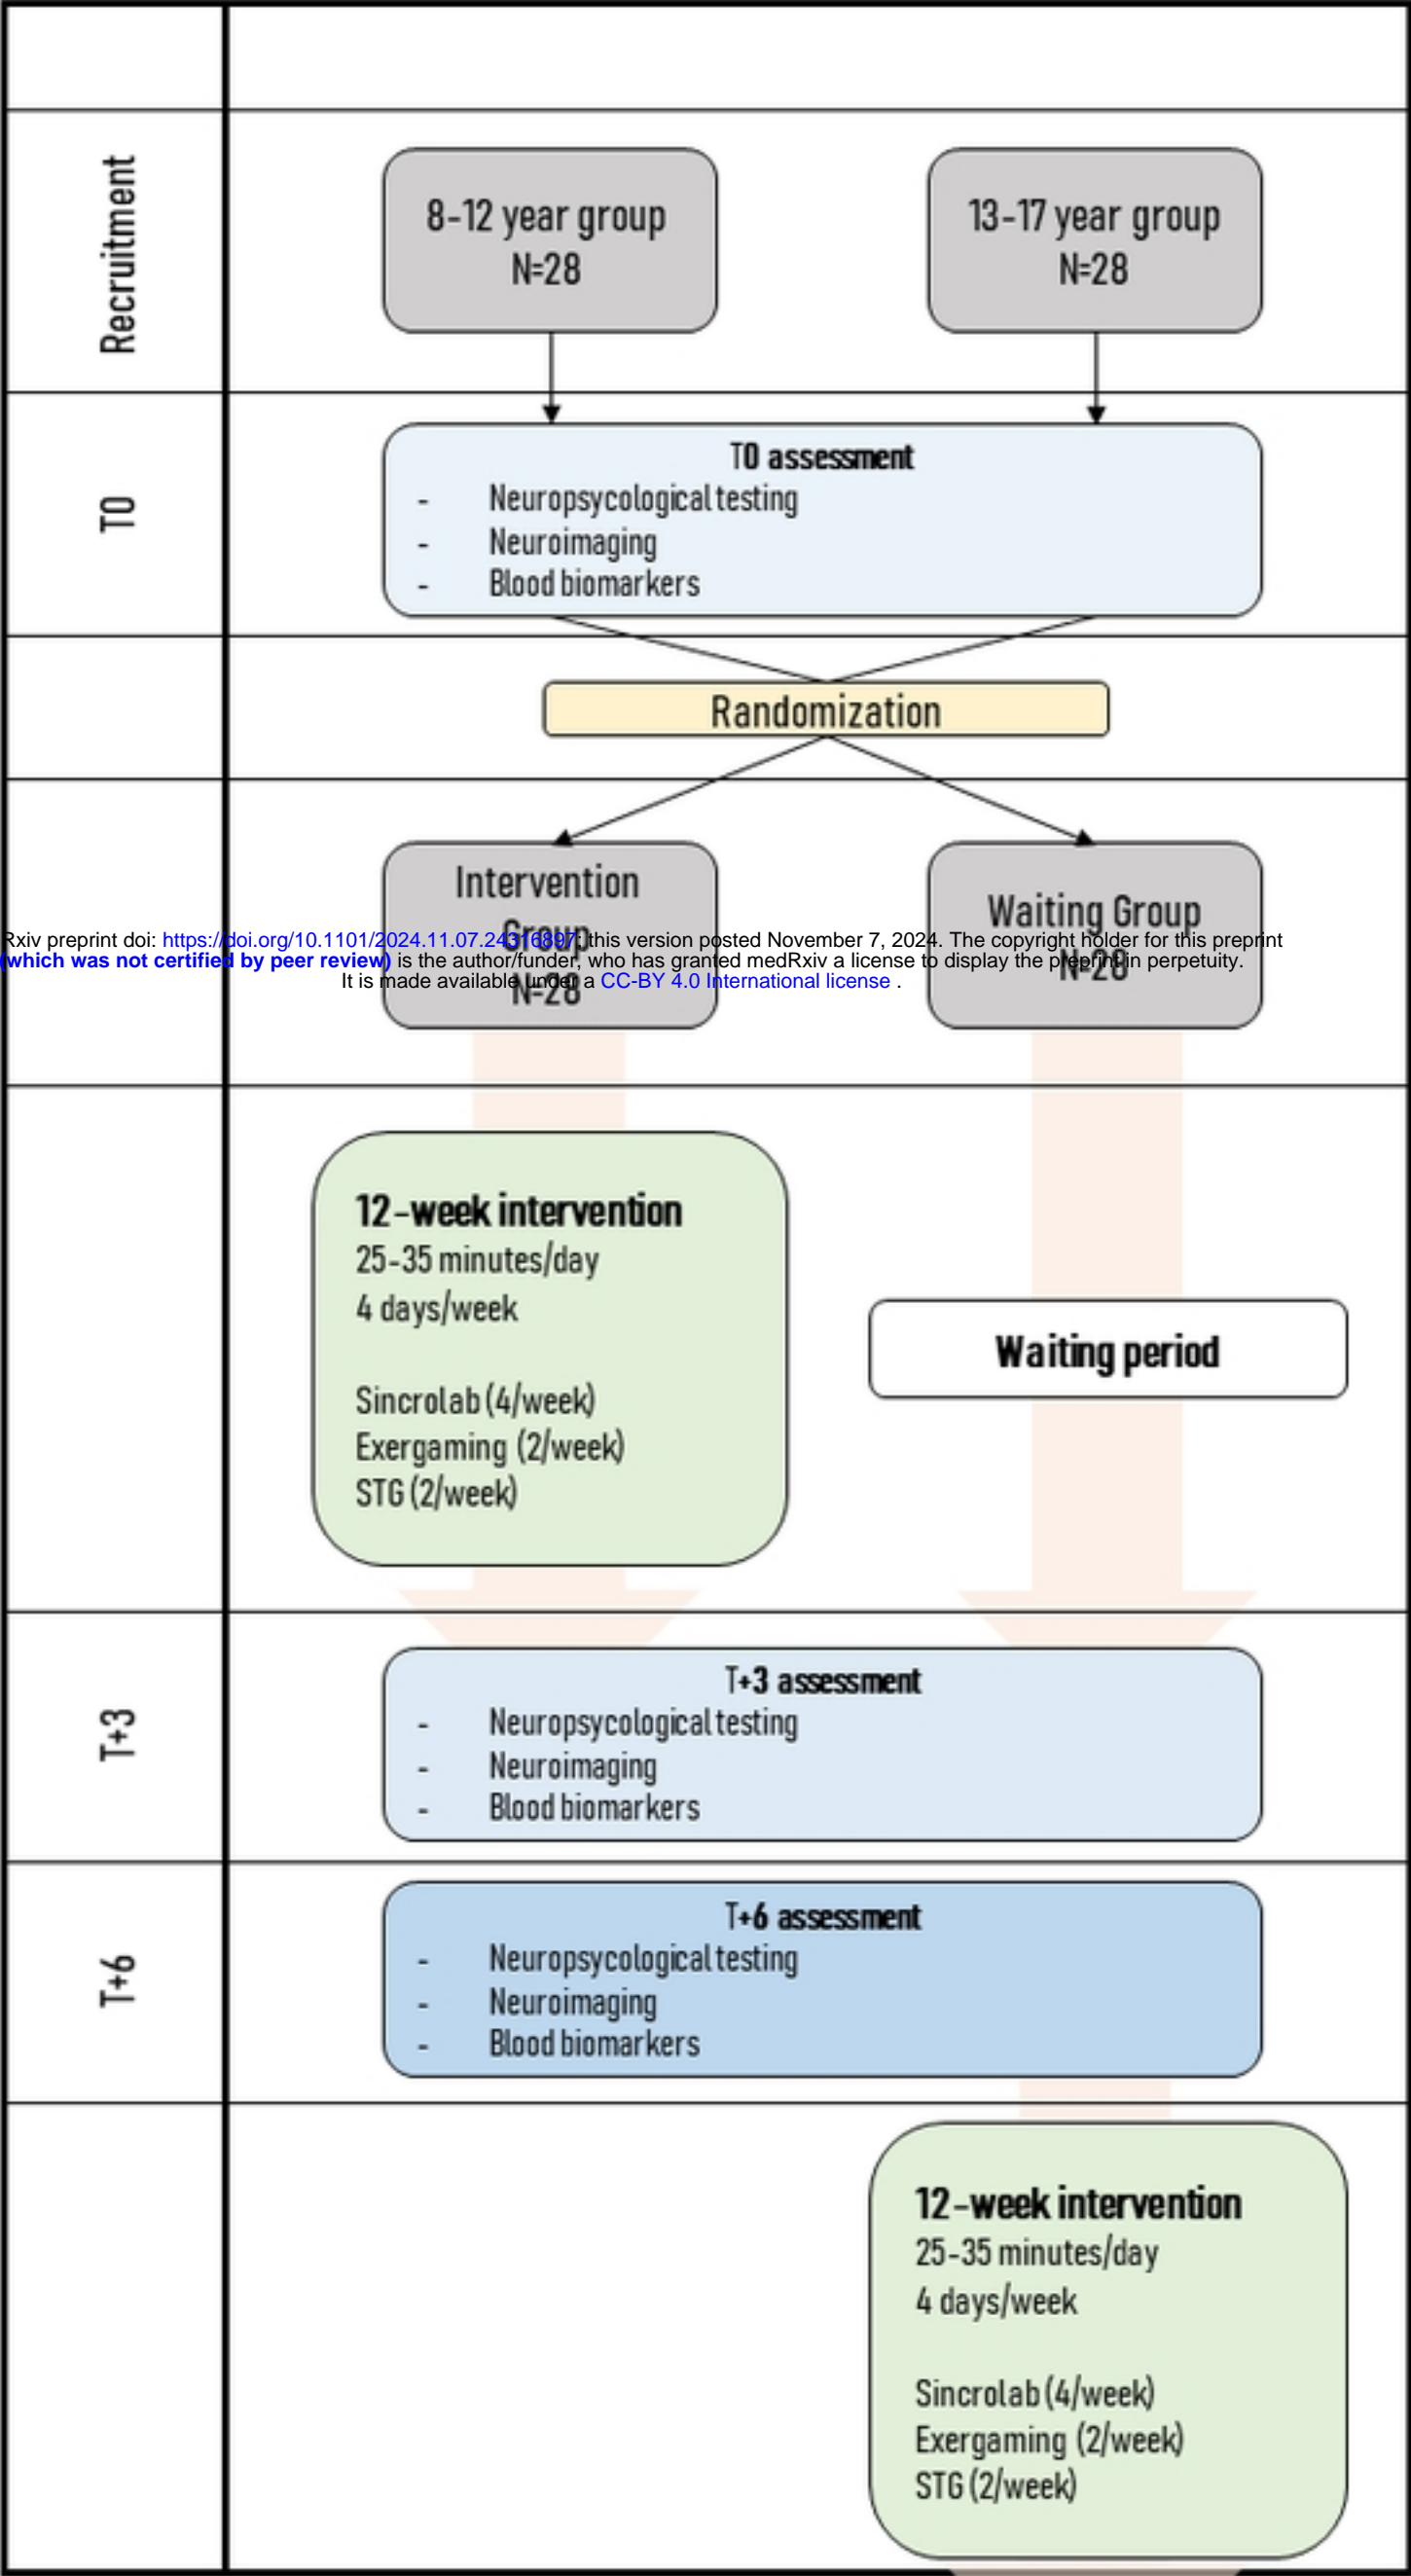 Recruitment
8-12 year group
N=28
13-17 year group
N=28
T0
T0 assessment
- Neuropsycological testing
- Neuroimaging
- Blood biomarkers
Randomization
Intervention
Group
N=28
Waiting Group
N=28
Rxiv preprint doi: https://doi.org/10.1101/2024.11.07.24316897; this version posted November 7, 2024. The copyright holder for this preprint
(which was not certified by peer review) is the author/funder, who has granted medRxiv a license to display the preprint in perpetuity.
It is made available under a CC-BY 4.0 International license .
12-week intervention
25-35 minutes/day
4 days/week
Sincrolab (4/week)
Exergaming (2/week)
STG (2/week)
Waiting period
T+3
T+3 assessment
- Neuropsycological testing
- Neuroimaging
- Blood biomarkers
T+6
T+6 assessment
- Neuropsycological testing
- Neuroimaging
- Blood biomarkers
12-week intervention
25-35 minutes/day
4 days/week
Sincrolab (4/week)
Exergaming (2/week)
STG (2/week)